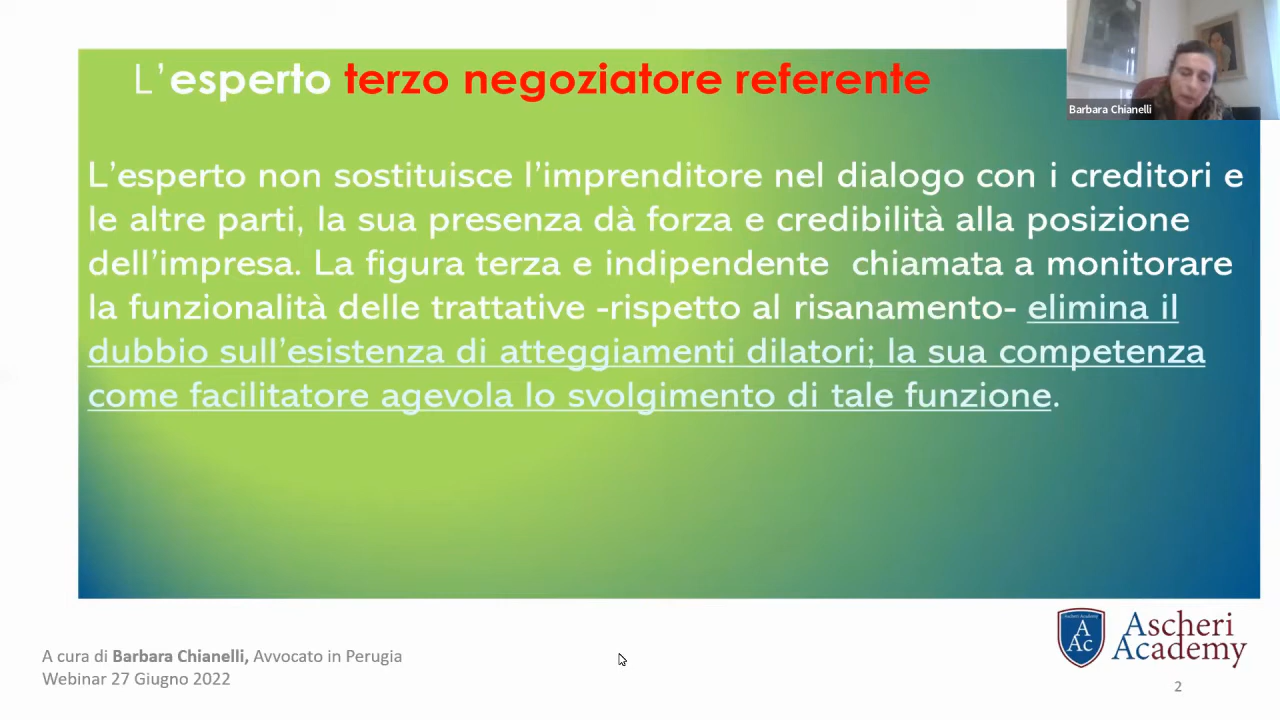 L'esperto terzo negoziatore referente
Barbara Chianelli
L'esperto non sostituisce l'imprenditore nel dialogo con i creditori e
le altre parti, la sua presenza dà forza e credibilità alla posizione
dell'impresa. La figura terza e indipendente  chiamata a monitorare
la funzionalità delle trattative -rispetto al risanamento- elimina il
dubbio sull'esistenza di atteggiamenti dilatori; la sua competenza
come facilitatore agevola lo svolgimento di tale funzione.
A cura di Barbara Chianelli, Avvocato in Perugia
Webinar 27 Giugno 2022
A
Ac
Ascheri
Academy
2